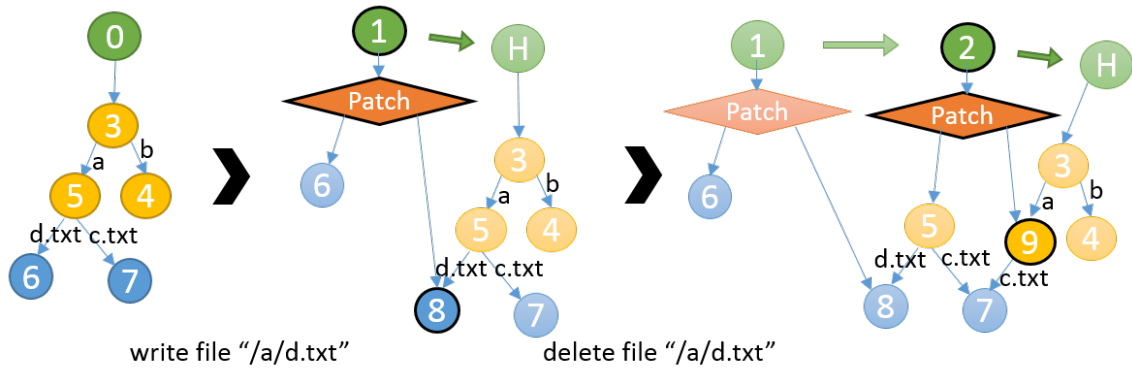 0
3
a
b
5
4
d.txt c.txt
6
7
1
H
Patch
6
3
a
b
5
4
d.txt c.txt
8
7
1
2
H
Patch
Patch
6
3
a
b
5
9
4
d.txt
c.txt
c.txt
8
7
write file “/a/d.txt”
delete file “/a/d.txt”